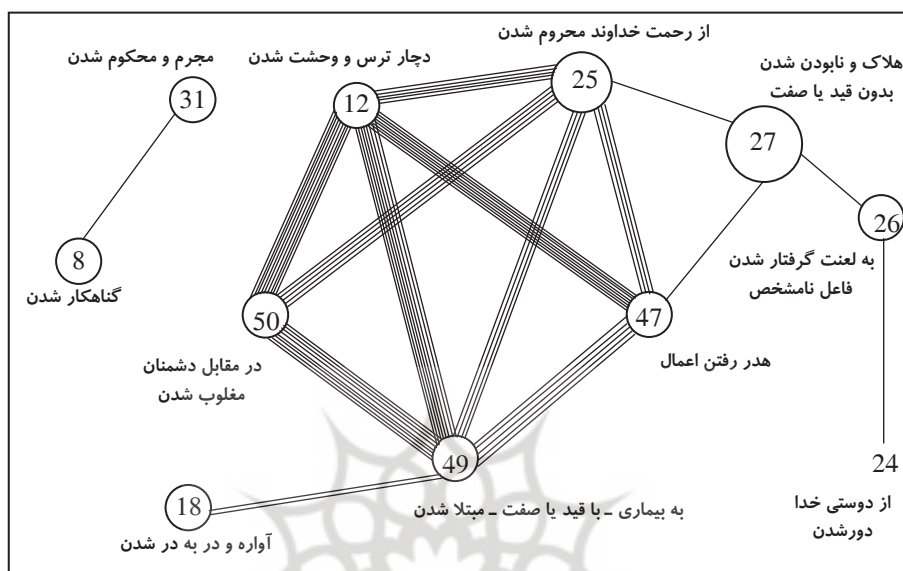 از رحمت خداوند محروم شدن
مجرم و محکوم شدن
دچار ترس و وحشت شدن
هلاک و نابودن شدن
بدون قید یا صفت
31
12
25
27
26
8
گناهکار شدن
به لعنت گرفتار شدن
فاعل نامشخص
50
47
در مقابل دشمنان
مغلوب شدن
هدر رفتن اعمال
49
24
18
به بیماری ـ با قید یا صفت ـ مبتلا شدن
از دوستی خدا
دورشدن
آواره و در به در شدن